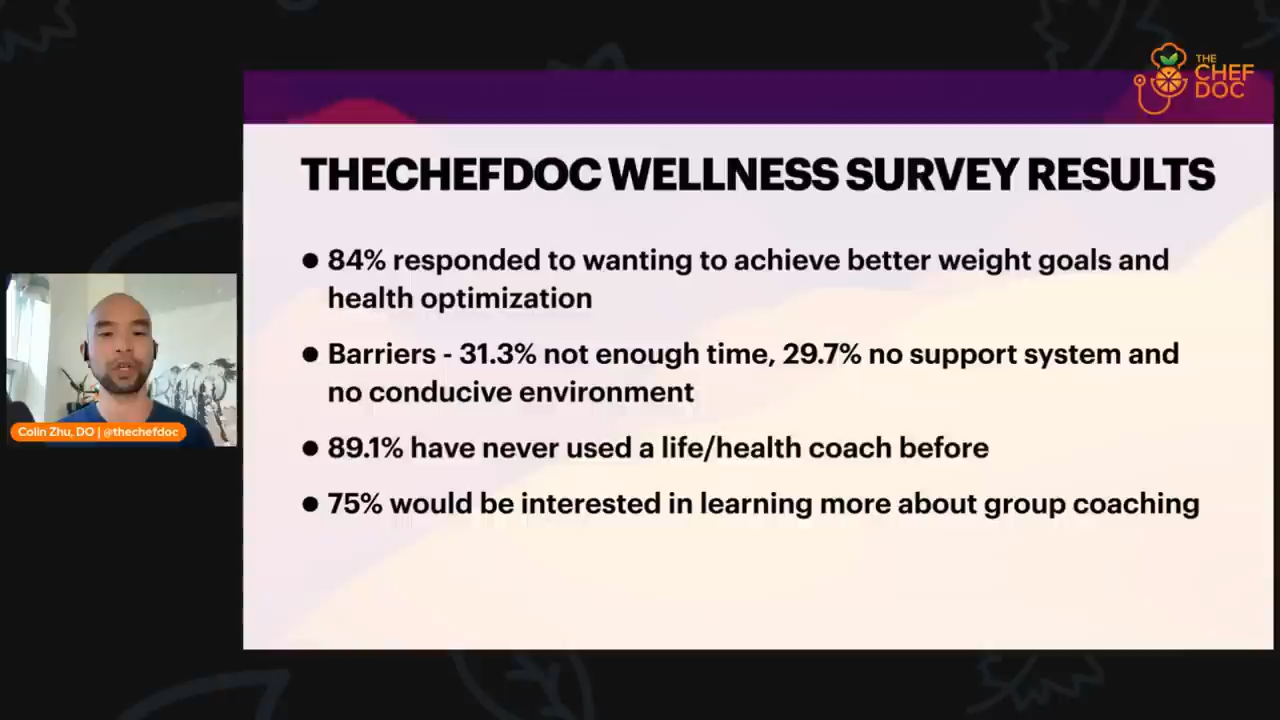 THE
CHEF
DOC
THECHEFDOC WELLNESS SURVEY RESULTS
● 84% responded to wanting to achieve better weight goals and
health optimization
● Barriers - 31.3% not enough time, 29.7% no support system and
no conducive environment
● 89.1% have never used a life/health coach before
● 75% would be interested in learning more about group coaching
Colin Zhu, DO | @thechefdoc